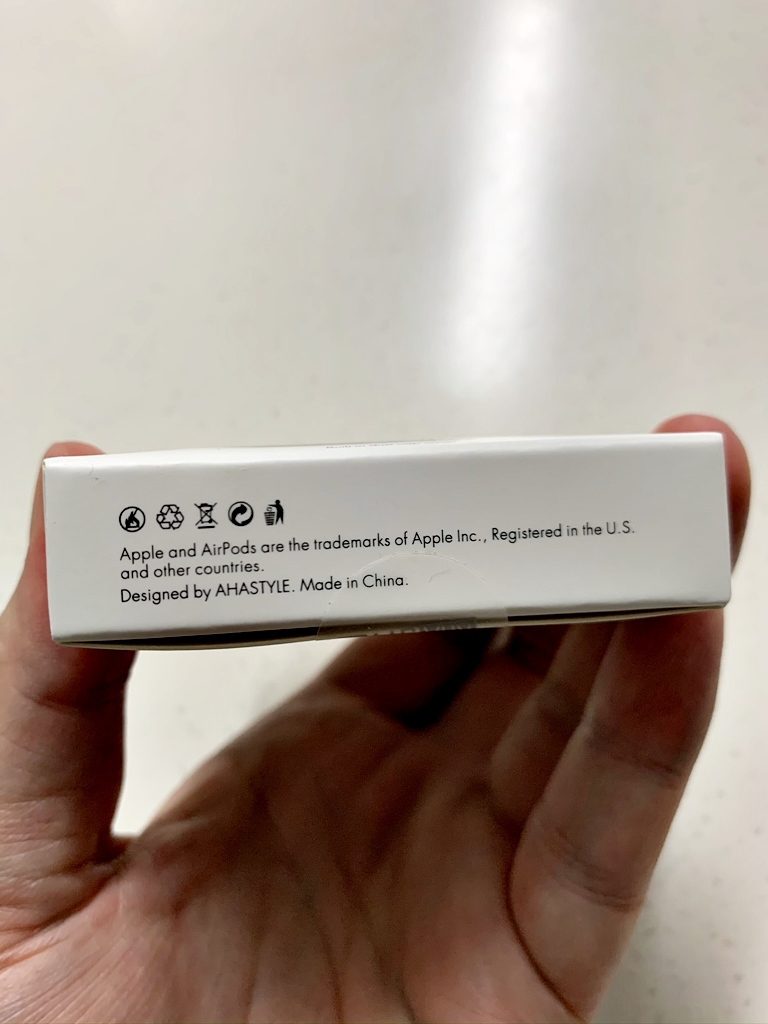 Apple and AirPods are the trademarks of Apple Inc., Registered in the U.S.
and other countries.
Designed by AHASTYLE. Made in China.